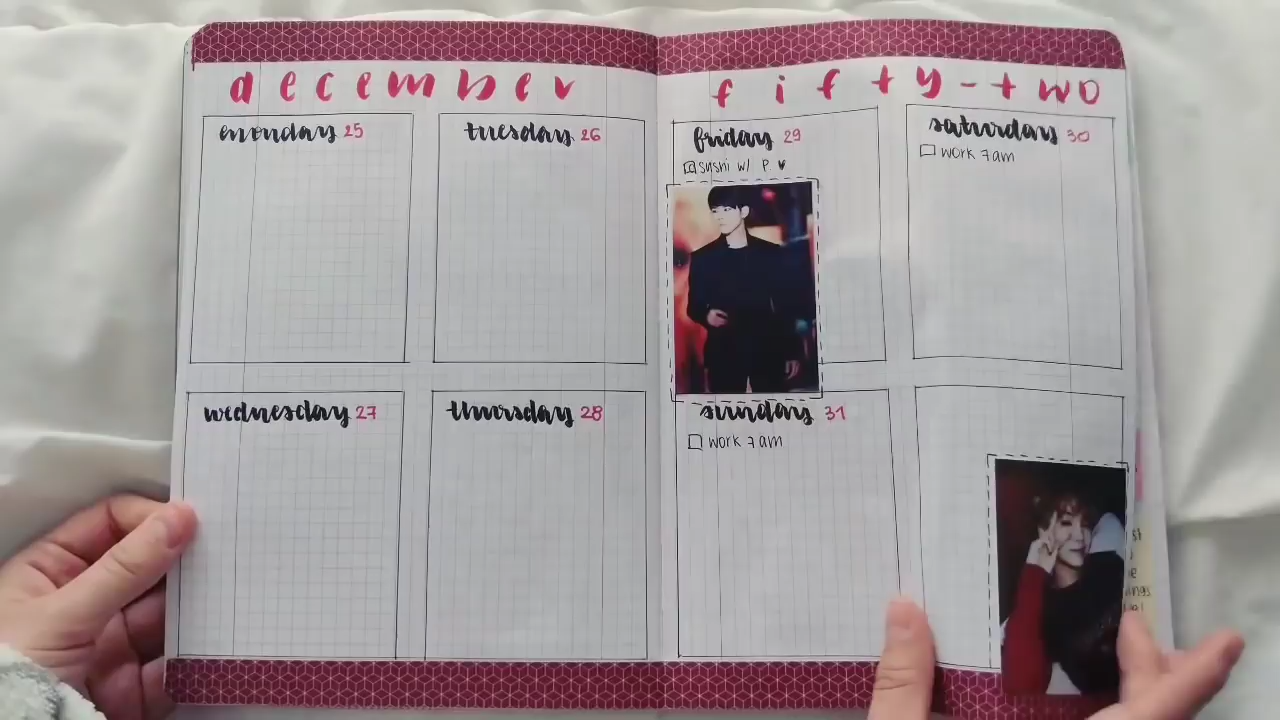 december
fifty-two
monday 25
tuesday 26
wednesday 27
thursday 28
friday 29
sushi w/ P. ♥
saturday 30
work 7am
sunday 31
work 7am